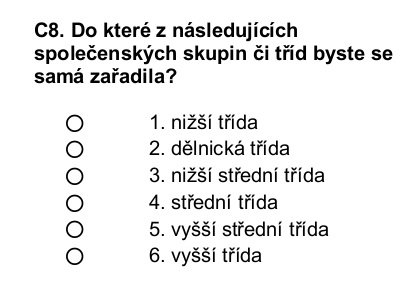 C8. Do které z následujících
společenských skupin či tříd byste se
samá zařadila?
1. nižší třída
2. dělnická třída
3. nižší střední třída
4. střední třída
5. vyšší střední třída
6. vyšší třída